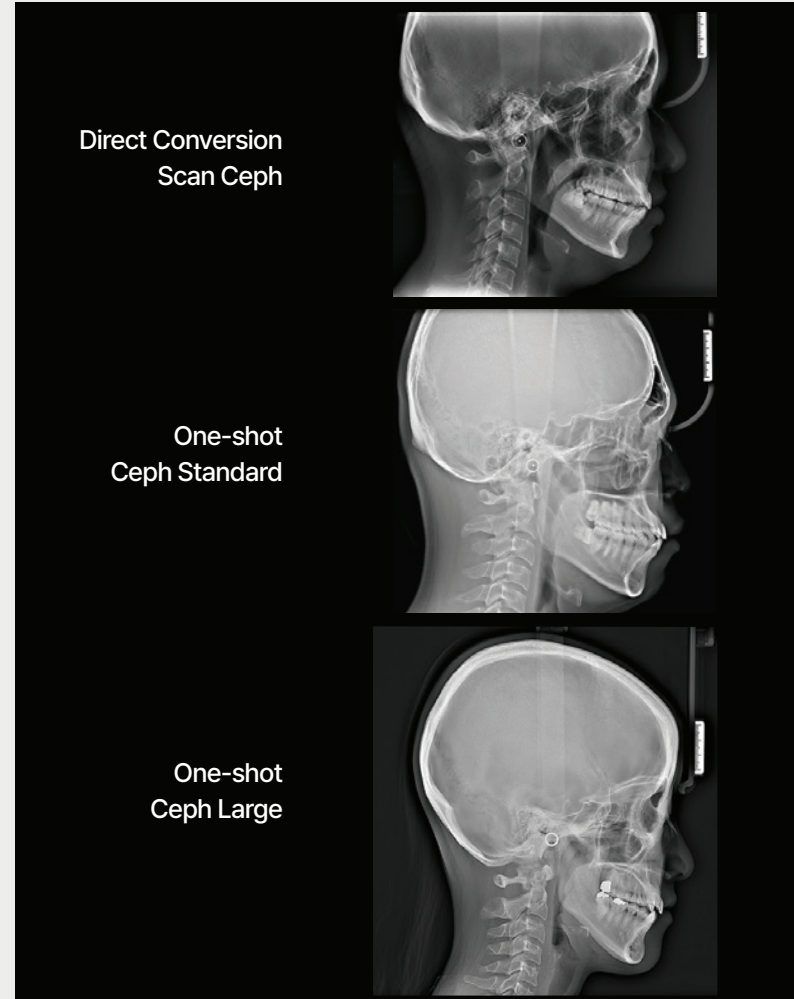 Direct Conversion
Scan Ceph
One-shot
Ceph Standard
One-shot
Ceph Large